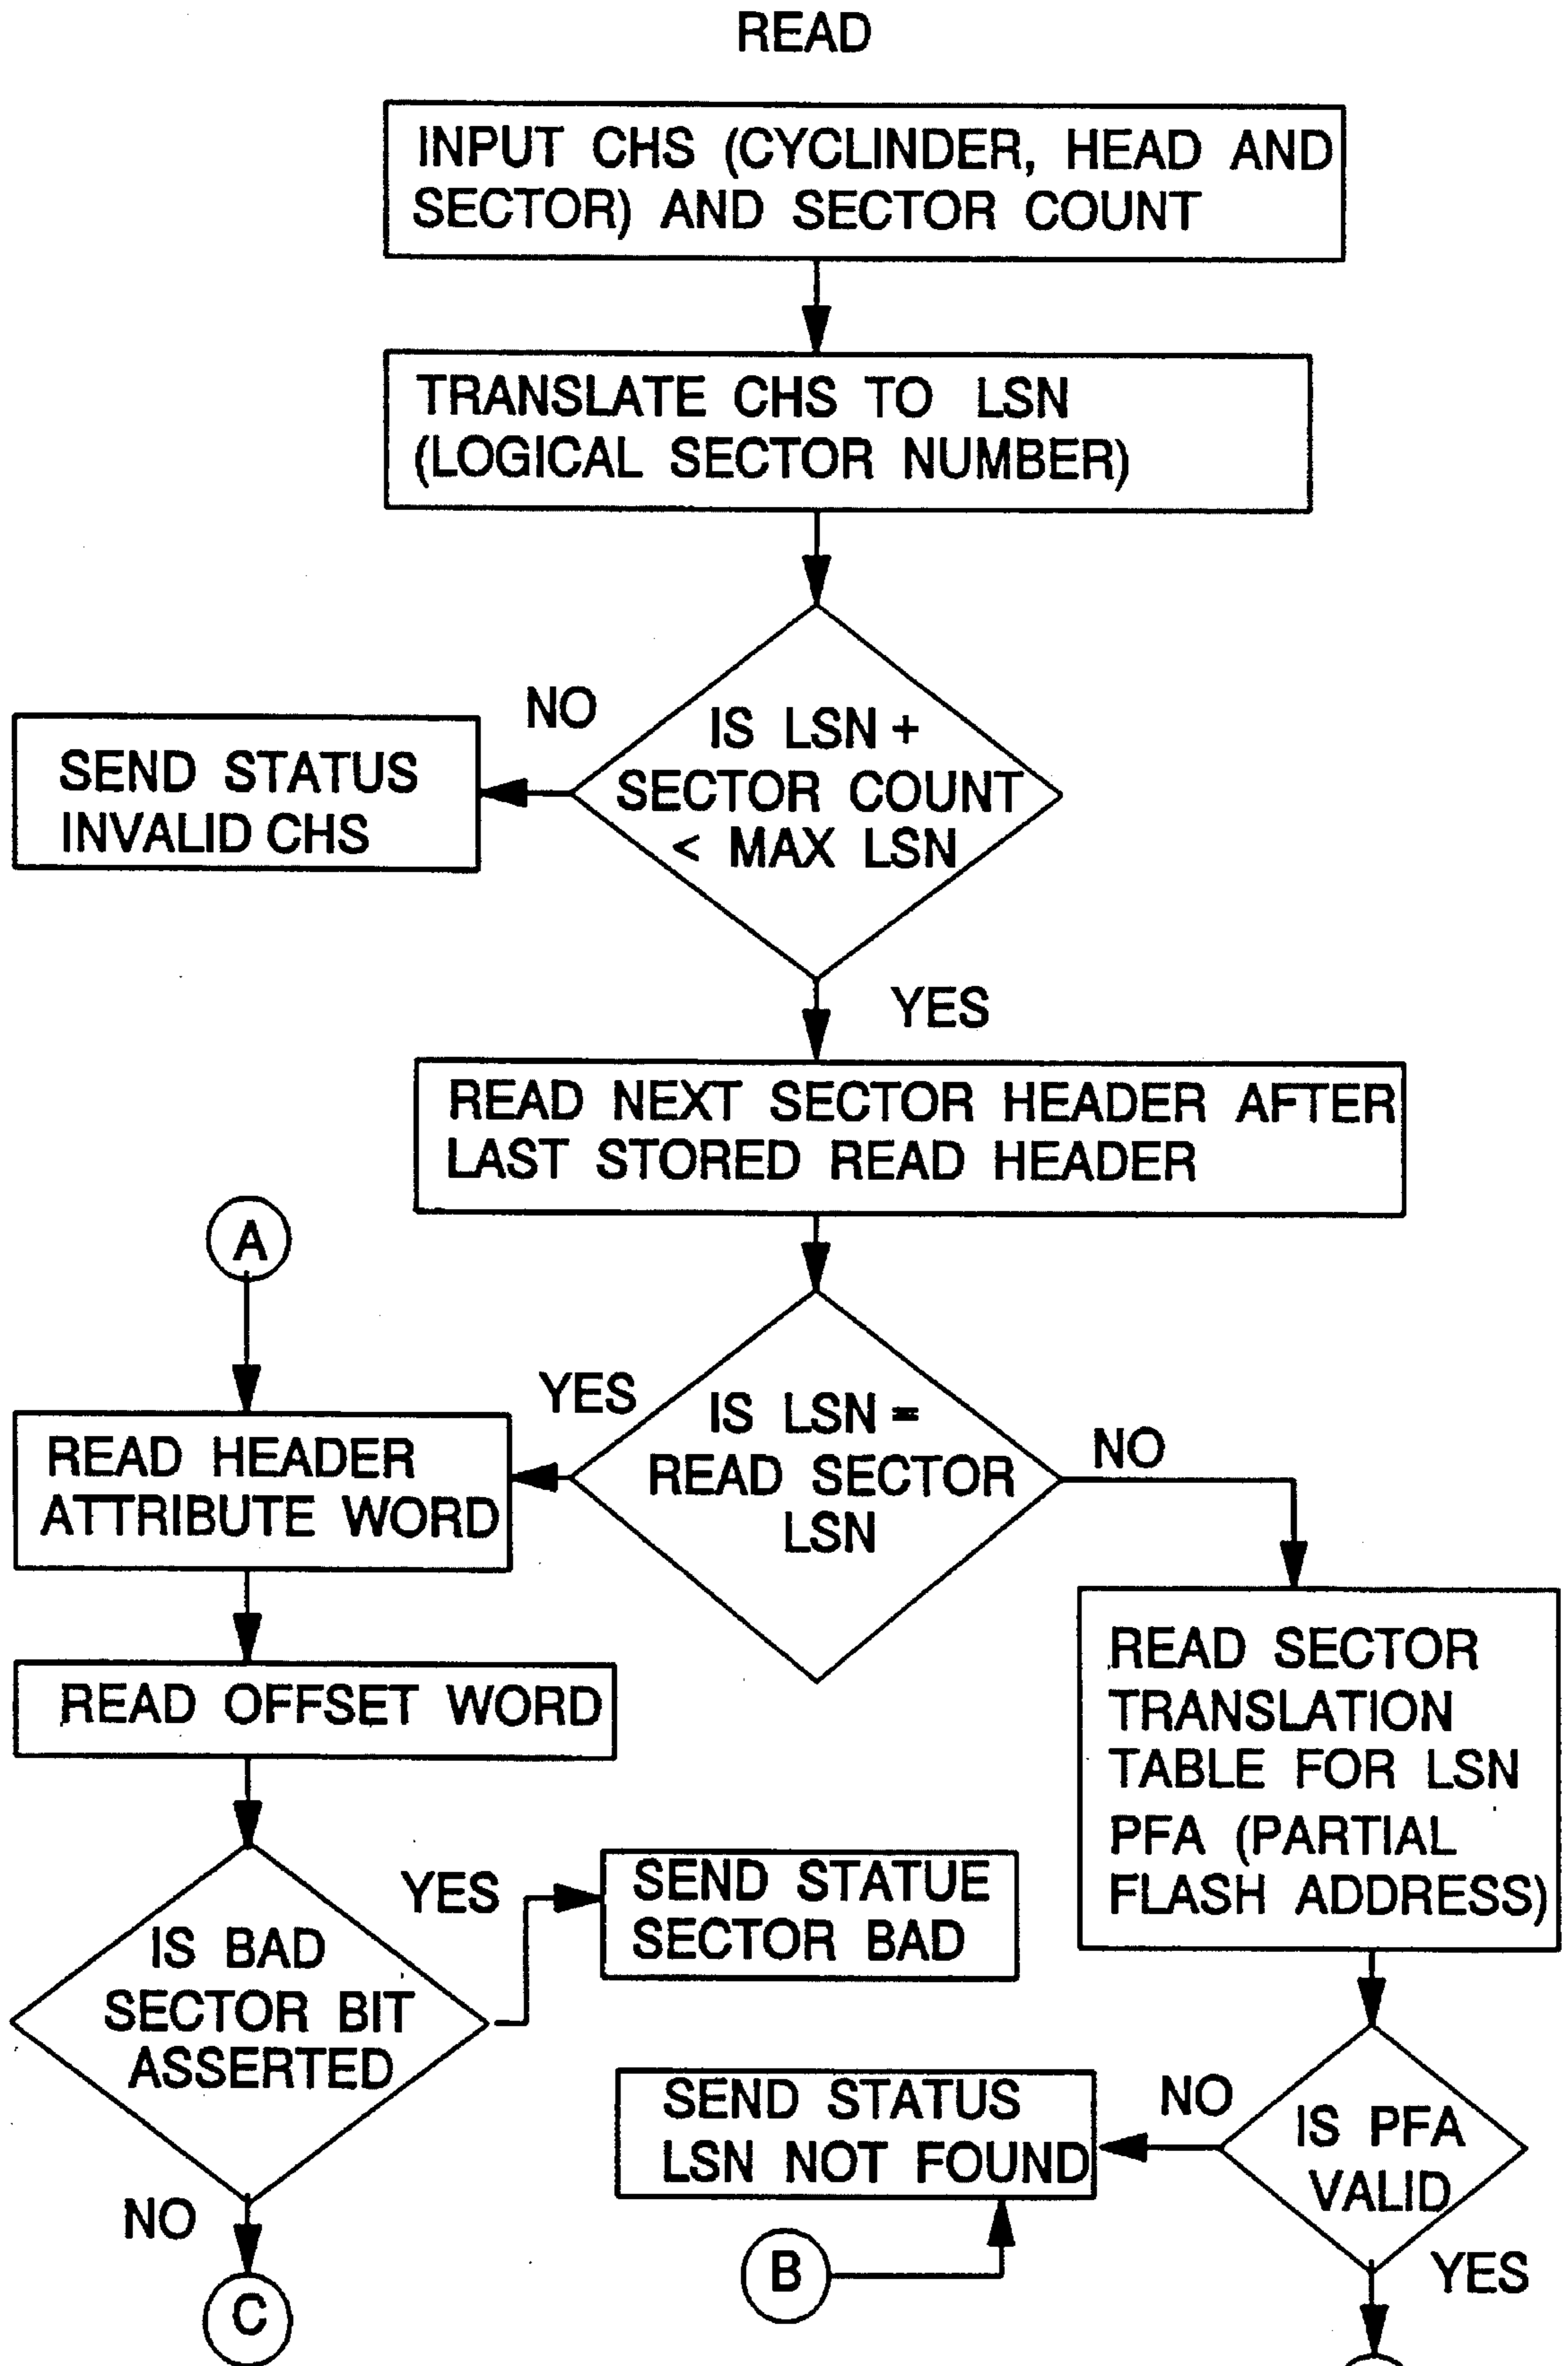 READ
INPUT CHS (CYCLINDER, HEAD AND
SECTOR) AND SECTOR COUNT
TRANSLATE CHS TO LSN
(LOGICAL SECTOR NUMBER)
NO
IS LSN +
SECTOR COUNT
< MAX LSN
SEND STATUS
INVALID CHS
YES
READ NEXT SECTOR HEADER AFTER
LAST STORED READ HEADER
A
YES
IS LSN =
READ SECTOR
LSN
NO
READ HEADER
ATTRIBUTE WORD
READ OFFSET WORD
READ SECTOR
TRANSLATION
TABLE FOR LSN
PFA (PARTIAL
FLASH ADDRESS)
YES
SEND STATUE
SECTOR BAD
IS BAD
SECTOR BIT
ASSERTED
SEND STATUS
LSN NOT FOUND
NO
IS PFA
VALID
NO
B
YES
C